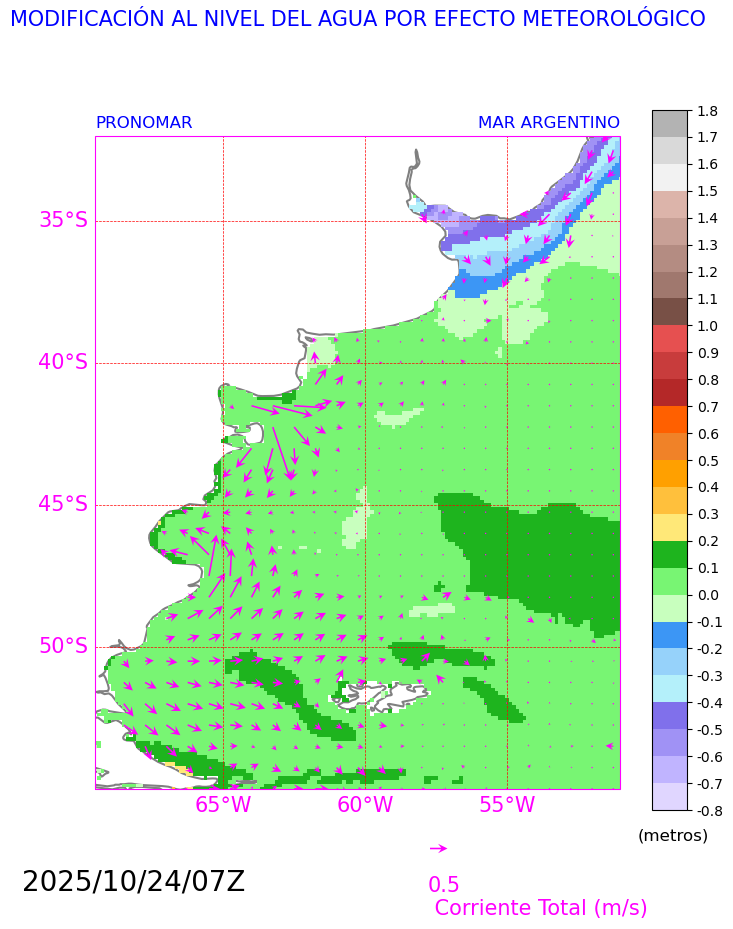 MODIFICACIÓN AL NIVEL DEL AGUA POR EFECTO METEOROLÓGICO
PRONOMAR MAR ARGENTINO
35°S
40°S
45°S
50°S
65°W 60°W 55°W
1.8
1.7
1.6
1.5
1.4
1.3
1.2
1.1
1.0
0.9
0.8
0.7
0.6
0.5
0.4
0.3
0.2
0.1
0.0
-0.1
-0.2
-0.3
-0.4
-0.5
-0.6
-0.7
-0.8
(metros)
2025/10/24/07Z
0.5
Corriente Total (m/s)